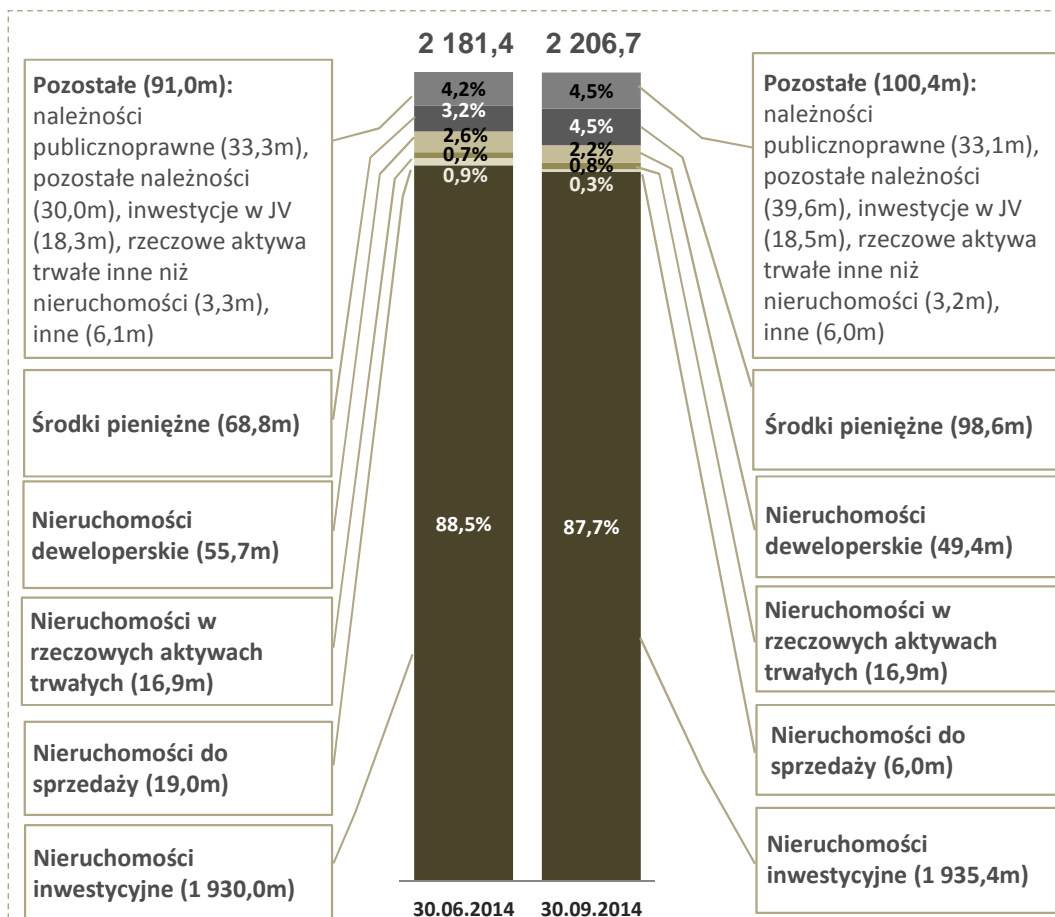 2 181,4
2 206,7
Pozostałe (91,0m):
należności
publicznoprawne (33,3m),
pozostałe należności
(30,0m), inwestycje w JV
(18,3m), rzeczowe aktywa
trwałe inne niż
nieruchomości (3,3m),
inne (6,1m)
Środki pieniężne (68,8m)
Nieruchomości
deweloperskie (55,7m)
Nieruchomości w
rzeczowych aktywach
trwałych (16,9m)
Nieruchomości do
sprzedaży (19,0m)
Nieruchomości
inwestycyjne (1 930,0m)
4,2%
3,2%
2,6%
0,7%
0,9%
88,5%
30.06.2014
4,5%
4,5%
2,2%
0,8%
0,3%
87,7%
30.09.2014
Pozostałe (100,4m):
należności
publicznoprawne (33,1m),
pozostałe należności
(39,6m), inwestycje w JV
(18,5m), rzeczowe aktywa
trwałe inne niż
nieruchomości (3,2m),
inne (6,0m)
Środki pieniężne (98,6m)
Nieruchomości
deweloperskie (49,4m)
Nieruchomości w
rzeczowych aktywach
trwałych (16,9m)
Nieruchomości do
sprzedaży (6,0m)
Nieruchomości
inwestycyjne (1 935,4m)